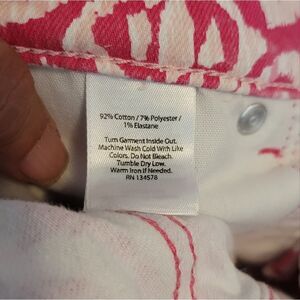 92% Cotton / 7% Polyester /
1% Elastane
Turn Garment Inside Out.
Machine Wash Cold With Like
Colors. Do Not Bleach.
Tumble Dry Low.
Warm Iron if Needed.
RN 134578